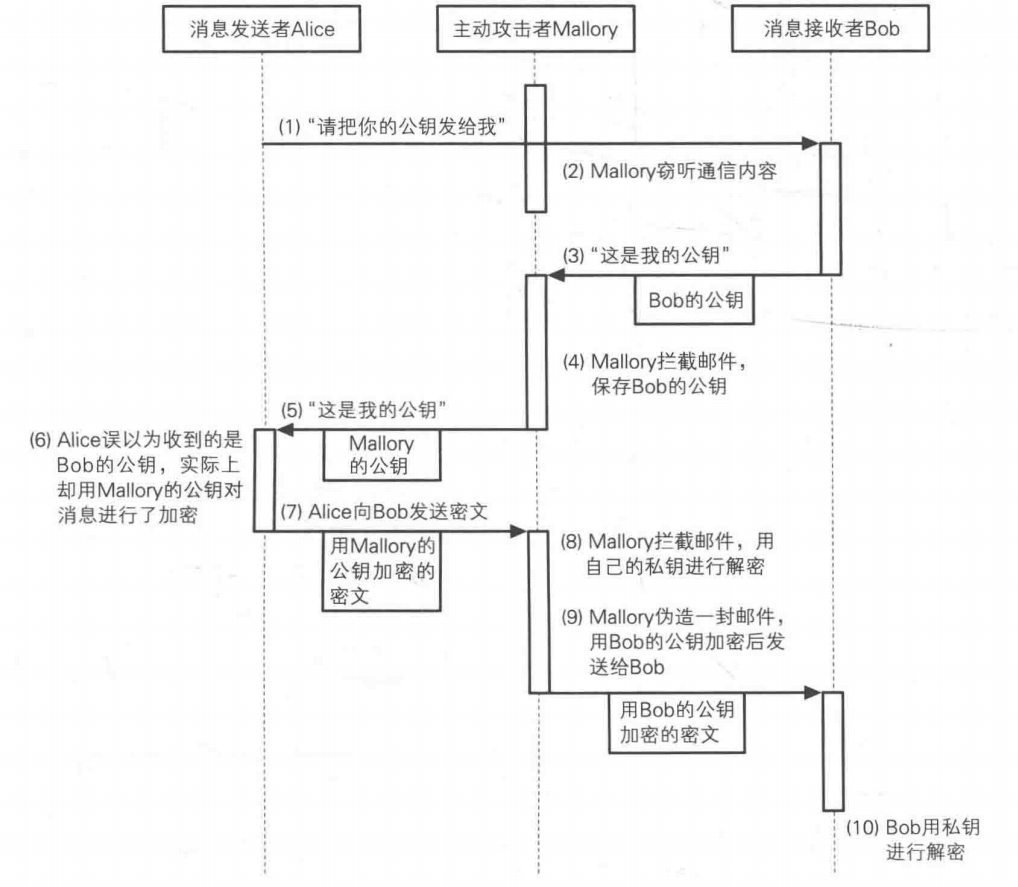 消息发送者Alice
主动攻击者Mallory
消息接收者Bob
(1) “请把你的公钥发给我”
(2) Mallory窃听通信内容
(3) “这是我的公钥”
Bob的公钥
(4) Mallory拦截邮件，
保存Bob的公钥
(5) “这是我的公钥”
Mallory
的公钥
(6) Alice误以为收到的是
Bob的公钥，实际上
却用Mallory的公钥对
消息进行了加密
(7) Alice向Bob发送密文
用Mallory的
公钥加密的
密文
(8) Mallory拦截邮件，用
自己的私钥进行解密
(9) Mallory伪造一封邮件，
用Bob的公钥加密后发
送给Bob
用Bob的公钥
加密的密文
(10) Bob用私钥
进行解密